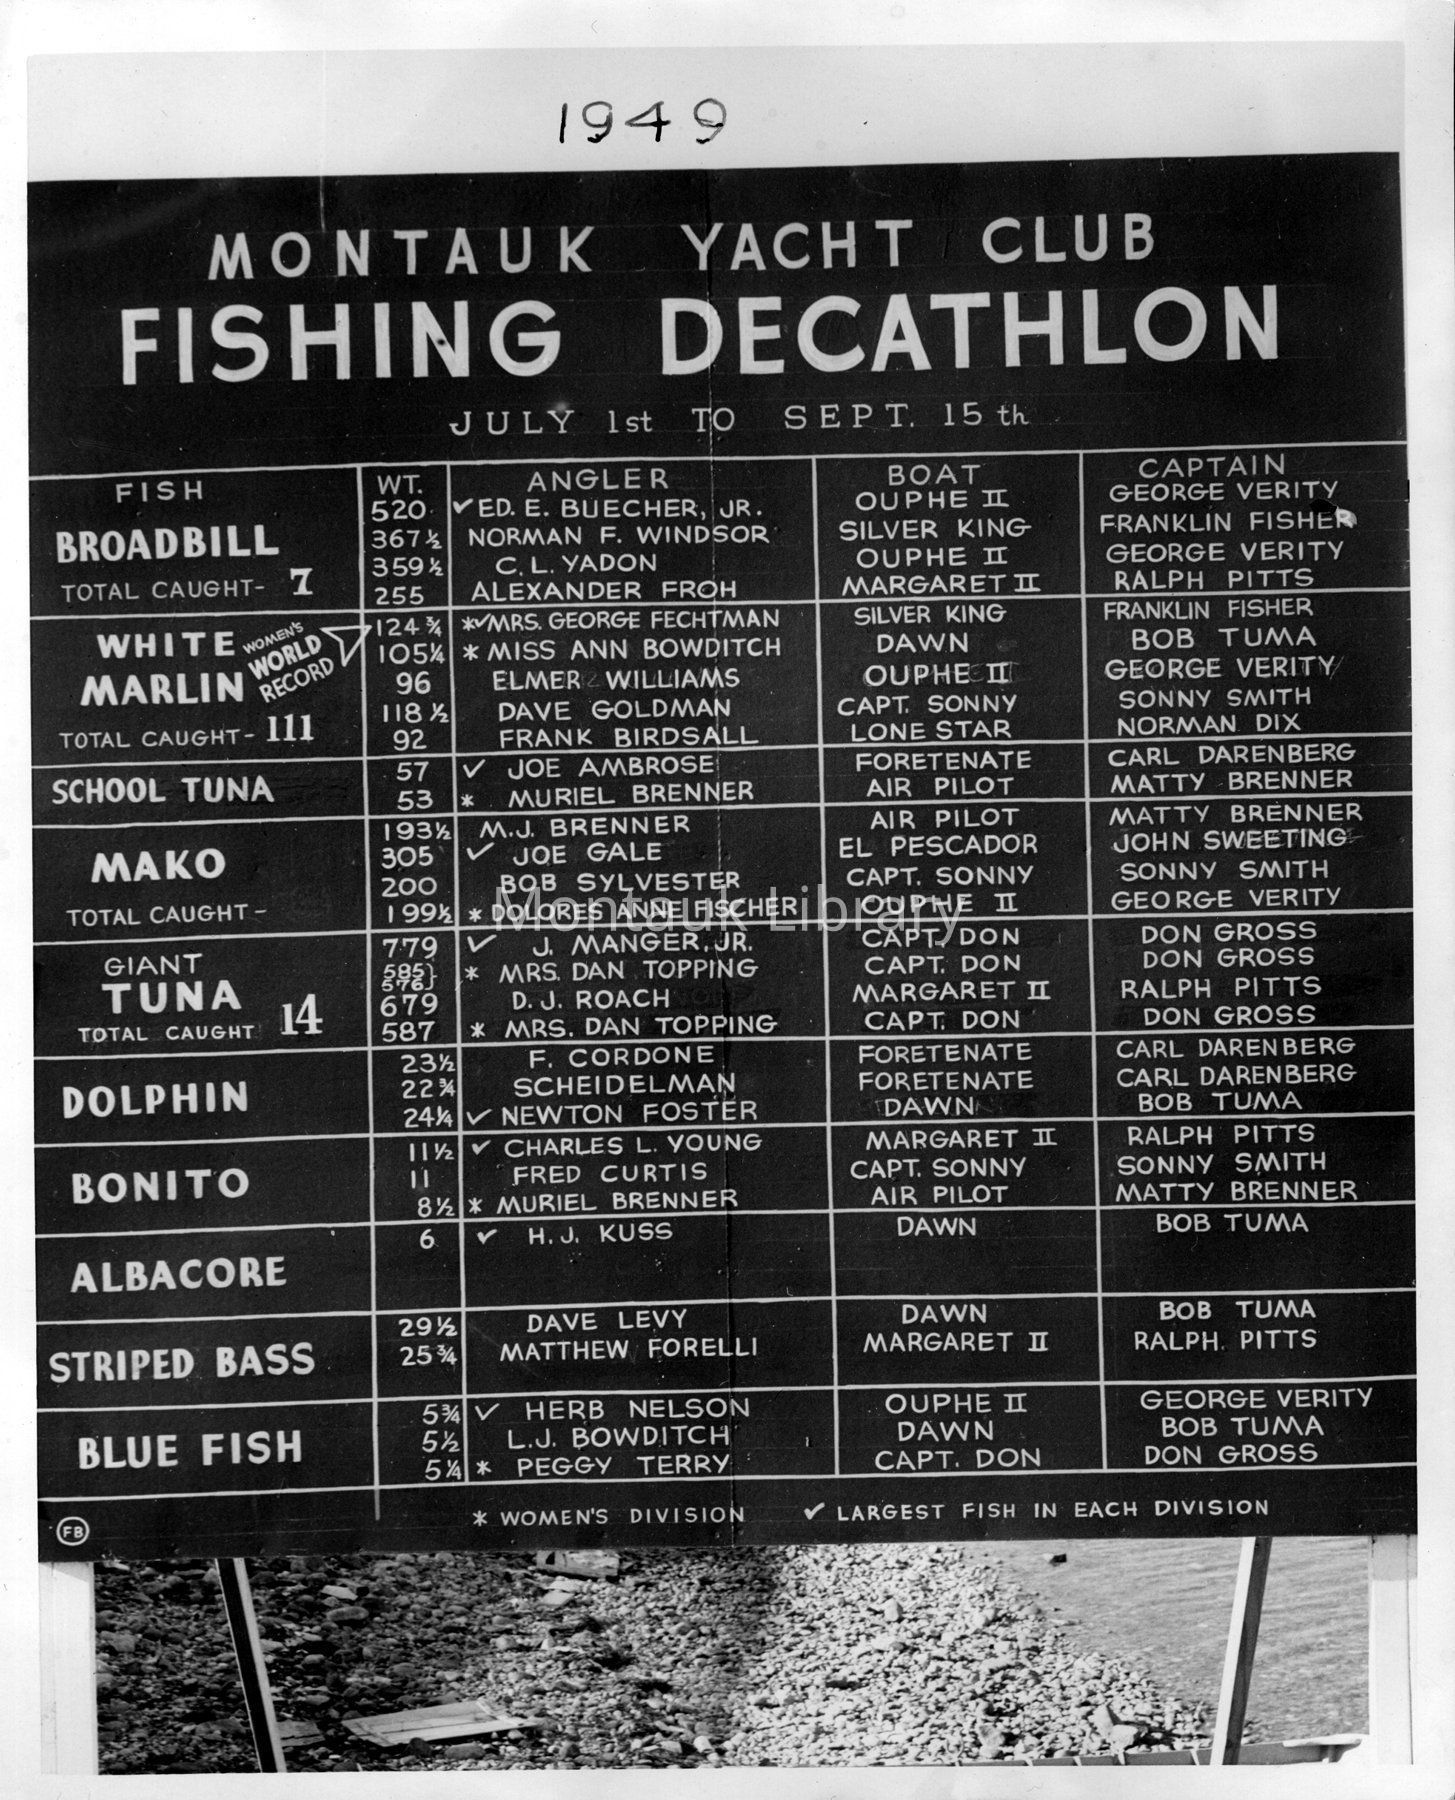 1949
MONTAUK YACHT CLUB
FISHING DECATHLON
JULY 1st TO SEPT. 15th
FISH WT. ANGLER BOAT CAPTAIN
BROADBILL
TOTAL CAUGHT- 7
520 ✓ ED. E. BUECHER, JR. OUPHE II GEORGE VERITY
367½ NORMAN F. WINDSOR SILVER KING FRANKLIN FISHER
359½ C. L. YADON OUPHE II GEORGE VERITY
255 ALEXANDER FROH MARGARET II RALPH PITTS
WHITE
MARLIN
WOMEN'S
WORLD
RECORD
TOTAL CAUGHT- 111
124¾ *✓ MRS. GEORGE FECHTMAN SILVER KING FRANKLIN FISHER
105¼ * MISS ANN BOWDITCH DAWN BOB TUMA
96 ELMER WILLIAMS OUPHE II GEORGE VERITY
118½ DAVE GOLDMAN CAPT. SONNY SONNY SMITH
92 FRANK BIRDSALL LONE STAR NORMAN DIX
SCHOOL TUNA
57 ✓ JOE AMBROSE FORETENATE CARL DARENBERG
53 * MURIEL BRENNER AIR PILOT MATTY BRENNER
MAKO
TOTAL CAUGHT-
193½ M.J. BRENNER AIR PILOT MATTY BRENNER
305 ✓ JOE GALE EL PESCADOR JOHN SWEETING
200 BOB SYLVESTER CAPT. SONNY SONNY SMITH
199½ * DOLORES ANNE FISCHER OUPHE II GEORGE VERITY
GIANT
TUNA
TOTAL CAUGHT 14
779 ✓ J. MANGER, JR. CAPT. DON DON GROSS
585}
576} * MRS. DAN TOPPING CAPT. DON DON GROSS
679 D.J. ROACH MARGARET II RALPH PITTS
587 * MRS. DAN TOPPING CAPT. DON DON GROSS
DOLPHIN
23½ F. CORDONE FORETENATE CARL DARENBERG
22¾ SCHEIDELMAN FORETENATE CARL DARENBERG
24¼ ✓ NEWTON FOSTER DAWN BOB TUMA
BONITO
11½ ✓ CHARLES L. YOUNG MARGARET II RALPH PITTS
11 FRED CURTIS CAPT. SONNY SONNY SMITH
8½ * MURIEL BRENNER AIR PILOT MATTY BRENNER
ALBACORE
6 ✓ H.J. KUSS DAWN BOB TUMA
STRIPED BASS
29½ DAVE LEVY DAWN BOB TUMA
25¾ MATTHEW FORELLI MARGARET II RALPH. PITTS
BLUE FISH
5¾ ✓ HERB NELSON OUPHE II GEORGE VERITY
5½ L.J. BOWDITCH DAWN BOB TUMA
5¼ * PEGGY TERRY CAPT. DON DON GROSS
* WOMEN'S DIVISION ✓ LARGEST FISH IN EACH DIVISION
FB
Montauk Library